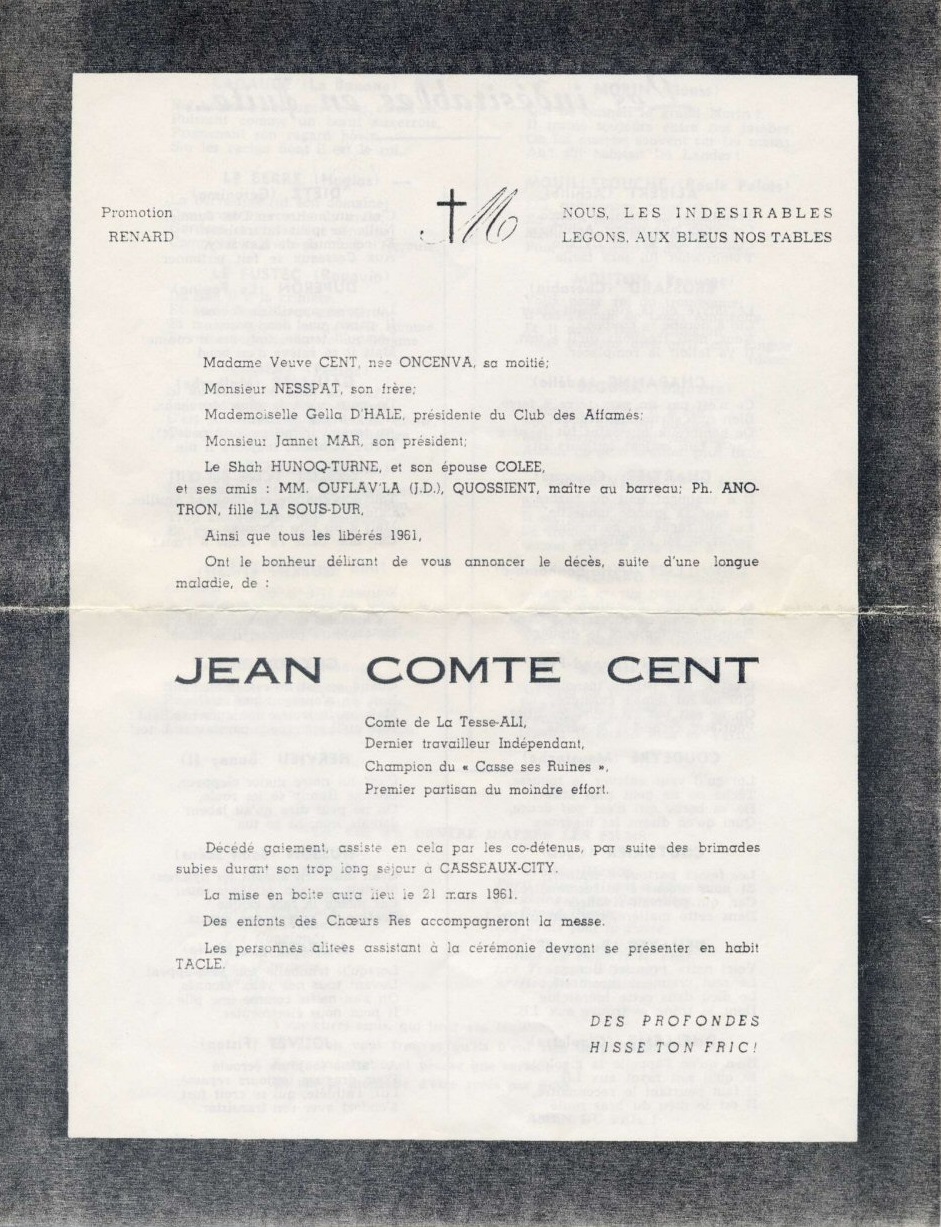 Promotion
RENARD
M
NOUS, LES INDESIRABLES
LEGONS, AUX BLEUS NOS TABLES
Madame Veuve CENT, née ONCENVA, sa moitié;
Monsieur NESSPAT, son frère;
Mademoiselle Gella D'HALE, présidente du Club des Affamés;
Monsieur Jannet MAR, son président;
Le Shah HUNOQ-TURNE, et son épouse COLEE,
et ses amis : MM. OUFLAV'LA (J.D.), QUOSSIENT, maître au barreau; Ph. ANO-
TRON, fille LA SOUS-DUR,
Ainsi que tous les libérés 1961,
Ont le bonheur délirant de vous annoncer le décès, suite d'une longue
maladie, de :
JEAN COMTE CENT
Comte de La Tesse-ALI,
Dernier travailleur Indépendant,
Champion du « Casse ses Ruines »,
Premier partisan du moindre effort.
Décédé gaiement, assiste en cela par les co-détenus, par suite des brimades
subies durant son trop long séjour à CASSEAUX-CITY.
La mise en boîte aura lieu le 21 mars 1961.
Des enfants des Chœurs Res accompagneront la messe.
Les personnes alitées assistant à la cérémonie devront se présenter en habit
TACLE.
DES PROFONDES
HISSE TON FRIC!